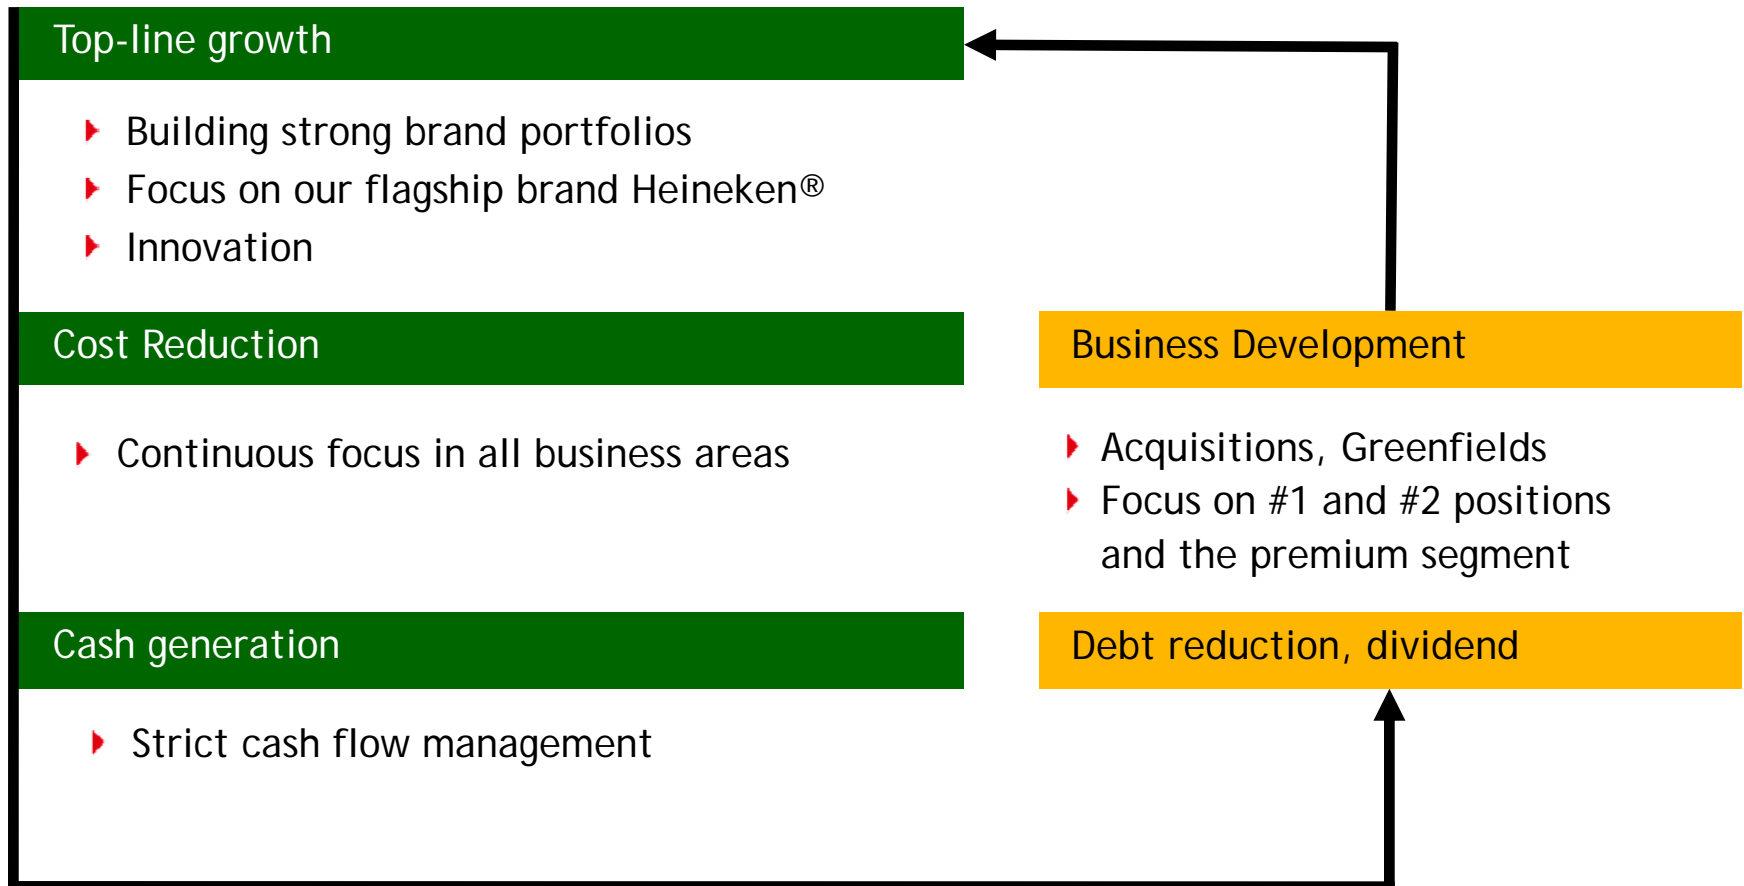 Top-line growth
Building strong brand portfolios
Focus on our flagship brand Heineken®
Innovation
Cost Reduction
Continuous focus in all business areas
Cash generation
Strict cash flow management
Business Development
Acquisitions, Greenfields
Focus on #1 and #2 positions
and the premium segment
Debt reduction, dividend